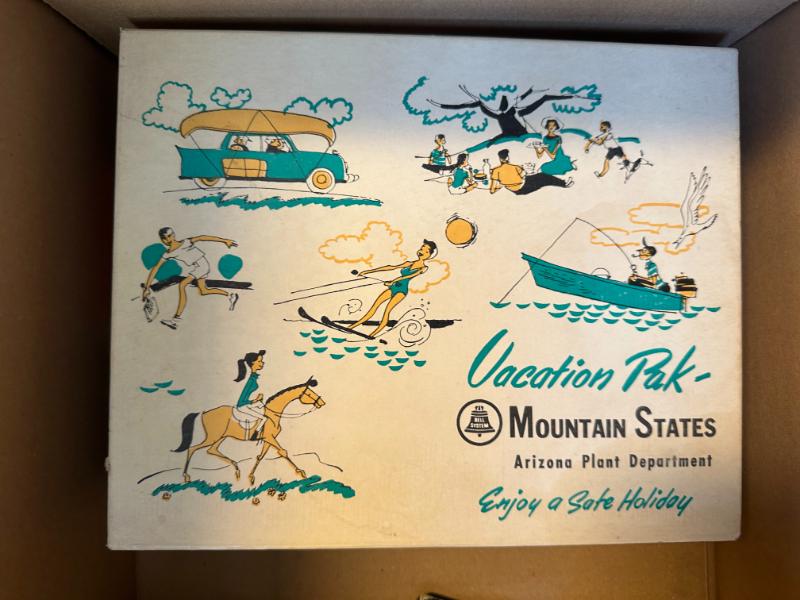 Vacation Pak-
BELL
SYSTEM
MOUNTAIN STATES
Arizona Plant Department
Enjoy a Safe Holiday